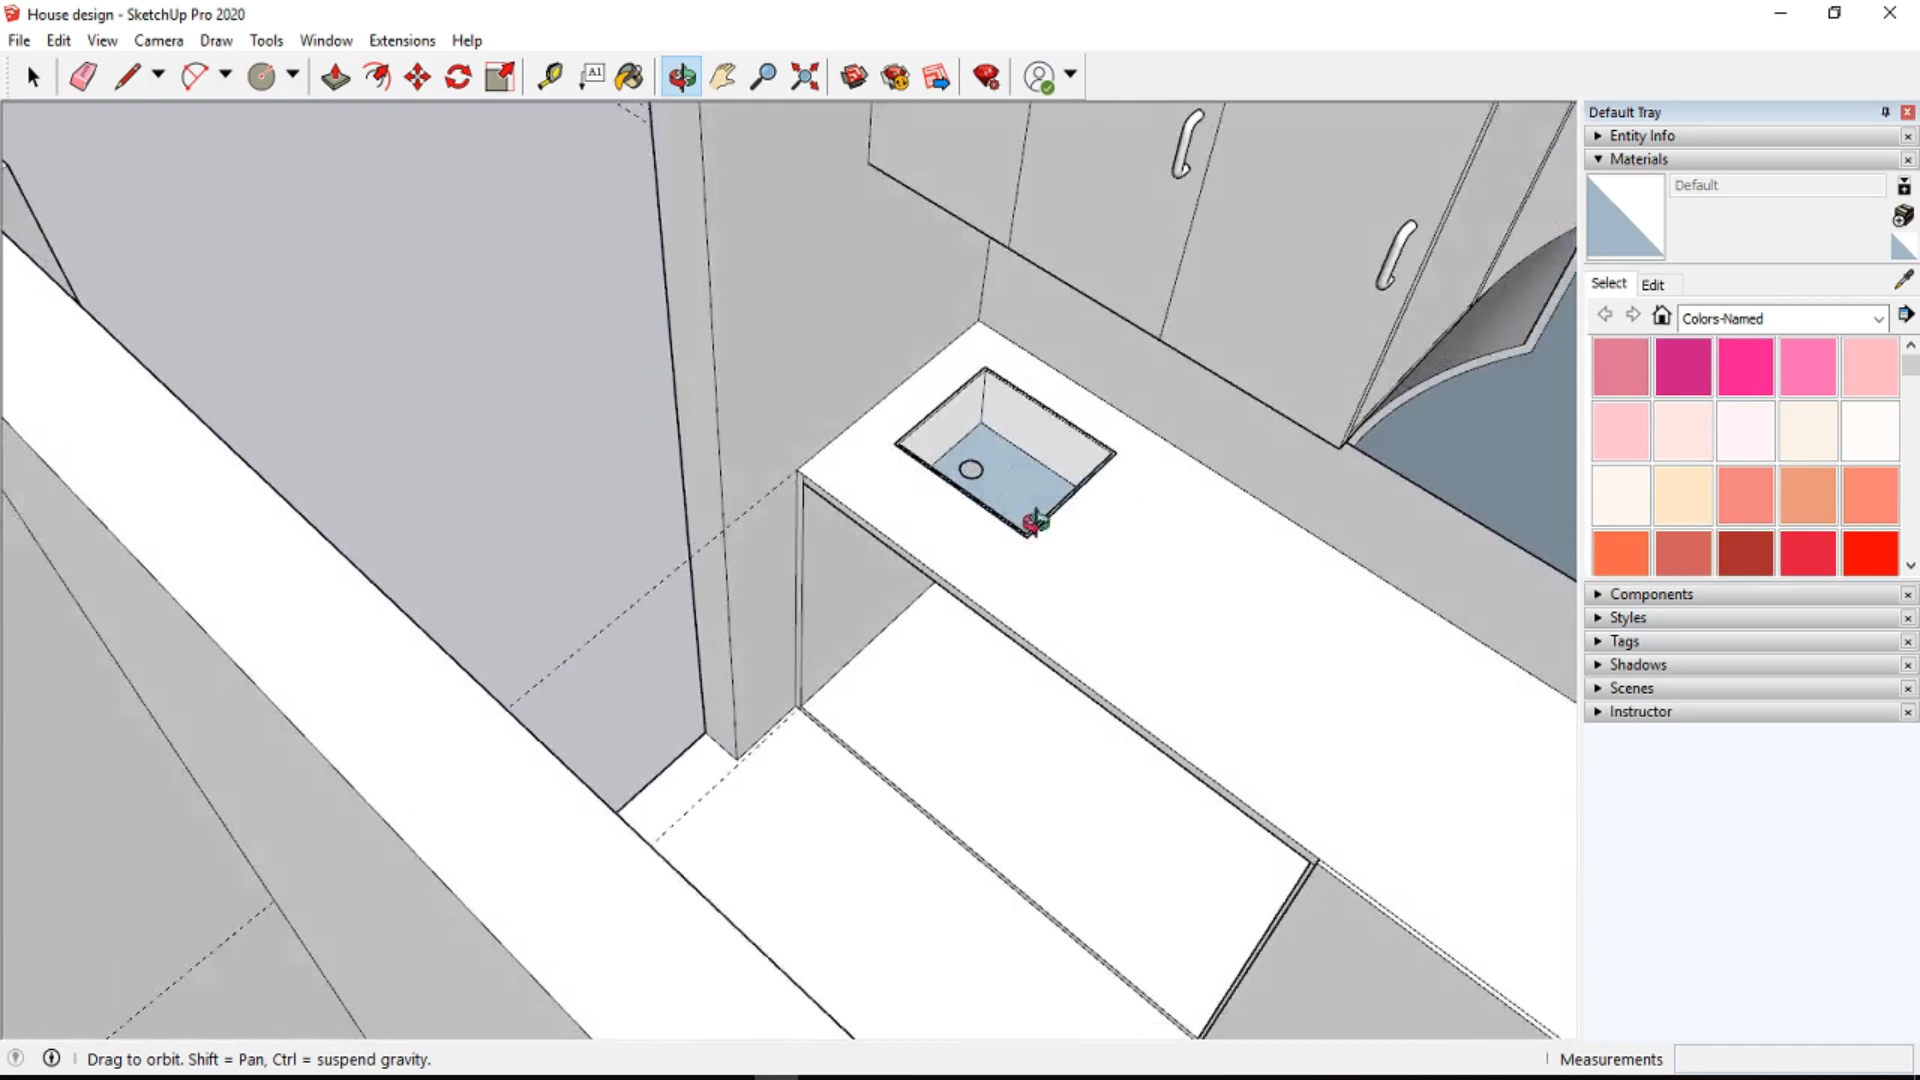 House design - SketchUp Pro 2020
File Edit View Camera Draw Tools Window Extensions Help
A1
Default Tray
Entity Info
Materials
Default
Select Edit
Colors-Named
Components
Styles
Tags
Shadows
Scenes
Instructor
Drag to orbit. Shift = Pan, Ctrl = suspend gravity.
Measurements